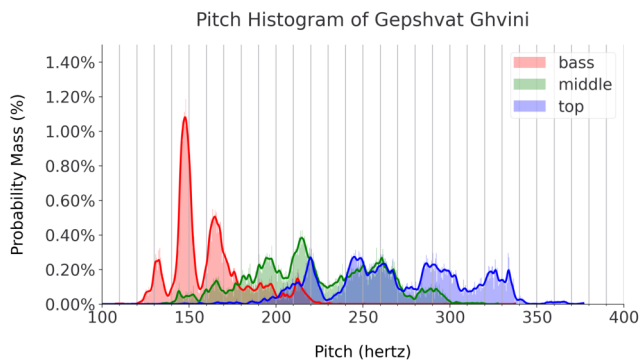 Pitch Histogram of Gepshvat Ghvini
bass
middle
top
Probability Mass (%)
1.40%
1.20%
1.00%
0.80%
0.60%
0.40%
0.20%
0.00%
100 150 200 250 300 350 400
Pitch (hertz)